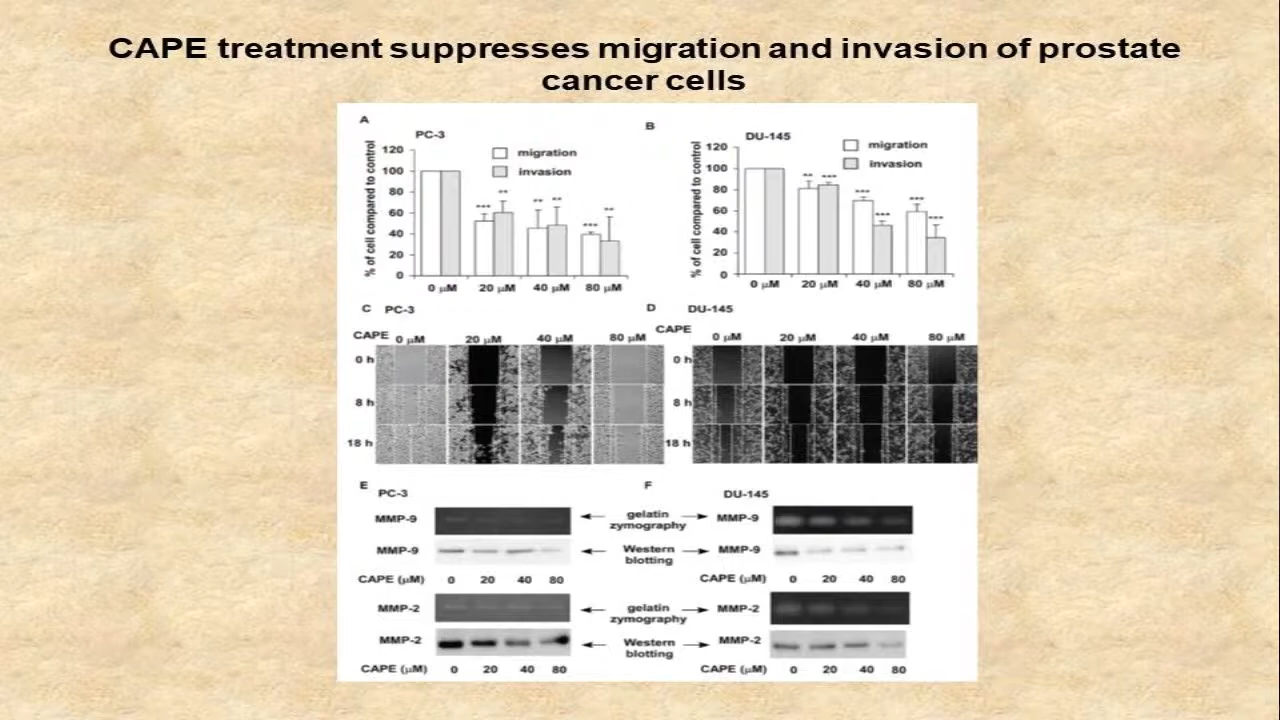 CAPE treatment suppresses migration and invasion of prostate
cancer cells
A
PC-3
migration
invasion
% of cell compared to control
120
100
80
60
40
20
0
*** ** ** ** *** **
0 μM 20 μM 40 μM 80 μM
B
DU-145
migration
invasion
% of cell compared to control
120
100
80
60
40
20
0
** *** *** *** *** ***
0 μM 20 μM 40 μM 80 μM
C PC-3
CAPE 0 μM 20 μM 40 μM 80 μM
0 h
8 h
18 h
D DU-145
CAPE 0 μM 20 μM 40 μM 80 μM
0 h
8 h
18 h
E PC-3
F DU-145
MMP-9 gelatin MMP-9
zymography
MMP-9 Western MMP-9
blotting
CAPE (μM) 0 20 40 80 CAPE (μM) 0 20 40 80
MMP-2 gelatin MMP-2
zymography
MMP-2 Western MMP-2
blotting
CAPE (μM) 0 20 40 80 CAPE (μM) 0 20 40 80